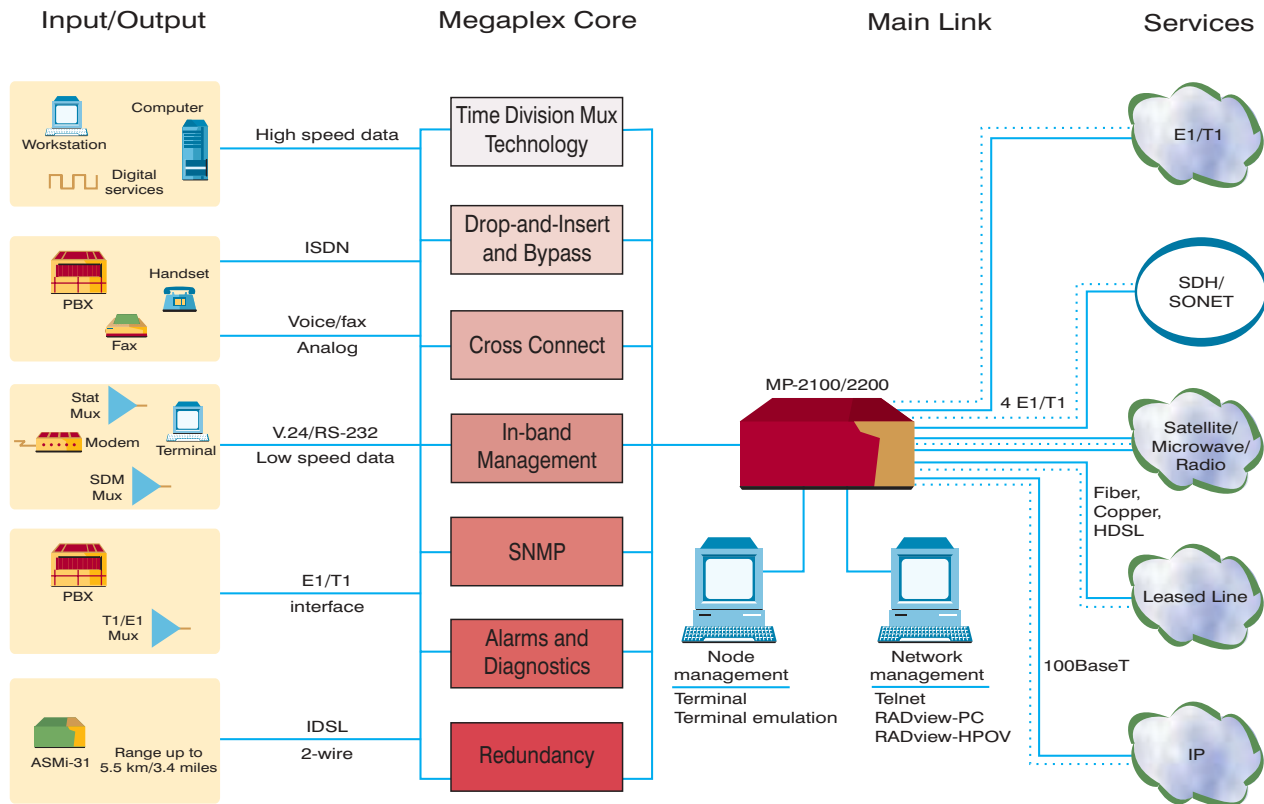 Input/Output
Megaplex Core
Main Link
Services
Computer
Workstation
Digital
services
High speed data
PBX
Handset
Fax
ISDN
Voice/fax
Analog
Stat
Mux
Modem
Terminal
SDM
Mux
V.24/RS-232
Low speed data
PBX
T1/E1
Mux
E1/T1
interface
ASMi-31
Range up to
5.5 km/3.4 miles
IDSL
2-wire
Time Division Mux
Technology
Drop-and-Insert
and Bypass
Cross Connect
In-band
Management
SNMP
Alarms and
Diagnostics
Redundancy
MP-2100/2200
4 E1/T1
Node
management
Terminal
Terminal emulation
Network
management
Telnet
RADview-PC
RADview-HPOV
Fiber,
Copper,
HDSL
100BaseT
E1/T1
SDH/
SONET
Satellite/
Microwave/
Radio
Leased Line
IP